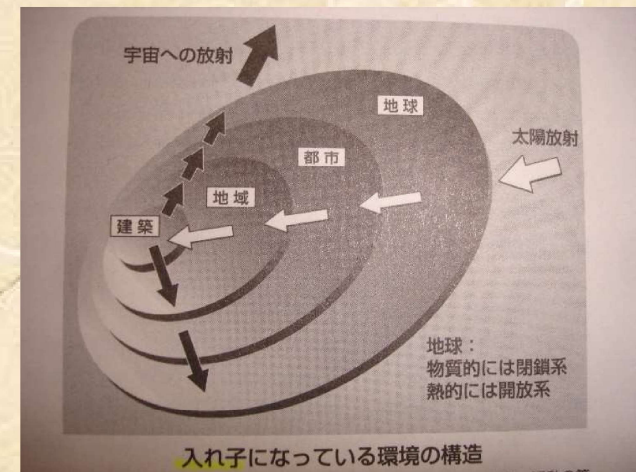 宇宙への放射
地球
太陽放射
都市
地域
建築
地球：
物質的には閉鎖系
熱的には開放系
入れ子になっている環境の構造